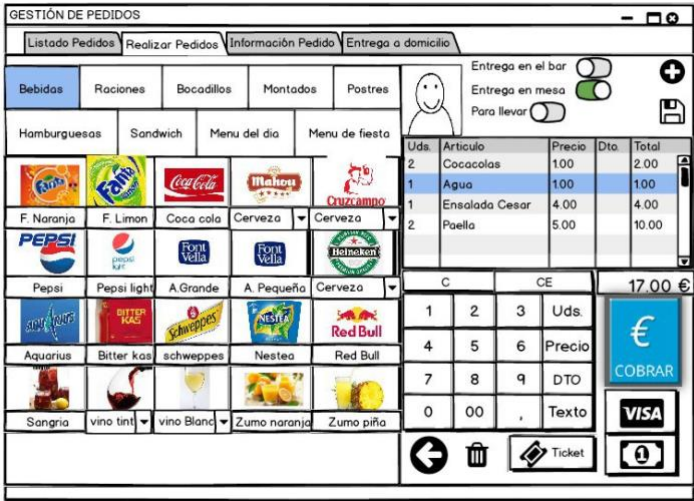 GESTIÓN DE PEDIDOS
Listado Pedidos Realizar Pedidos Información Pedido Entrega a domicilio
Bebidas Raciones Bocadillos Montados Postres
Hamburguesas Sandwich Menu del dia Menu de fiesta
Entrega en el bar
Entrega en mesa
Para llevar
Uds. Articulo Precio Dto. Total
2 Cocacolas 1.00 2.00
1 Agua 1.00 1.00
1 Ensalada Cesar 4.00 4.00
2 Paella 5.00 10.00
C CE 17.00 €
1 2 3 Uds.
4 5 6 Precio
7 8 9 DTO
0 00 , Texto
€
COBRAR
VISA
1
Ticket
Fanta Fanta Coca-Cola Mahou Cruzcampo
F. Naranja F. Limon Coca cola Cerveza Cerveza
PEPSI pepsi light Font Vella Font Vella Heineken
Pepsi Pepsi light A.Grande A. Pequeña Cerveza
BITTER KAS Schweppes NESTEA Red Bull
Aquarius Bitter kas schweppes Nestea Red Bull
Sangria vino tint vino Blanc Zumo naranja Zumo piña